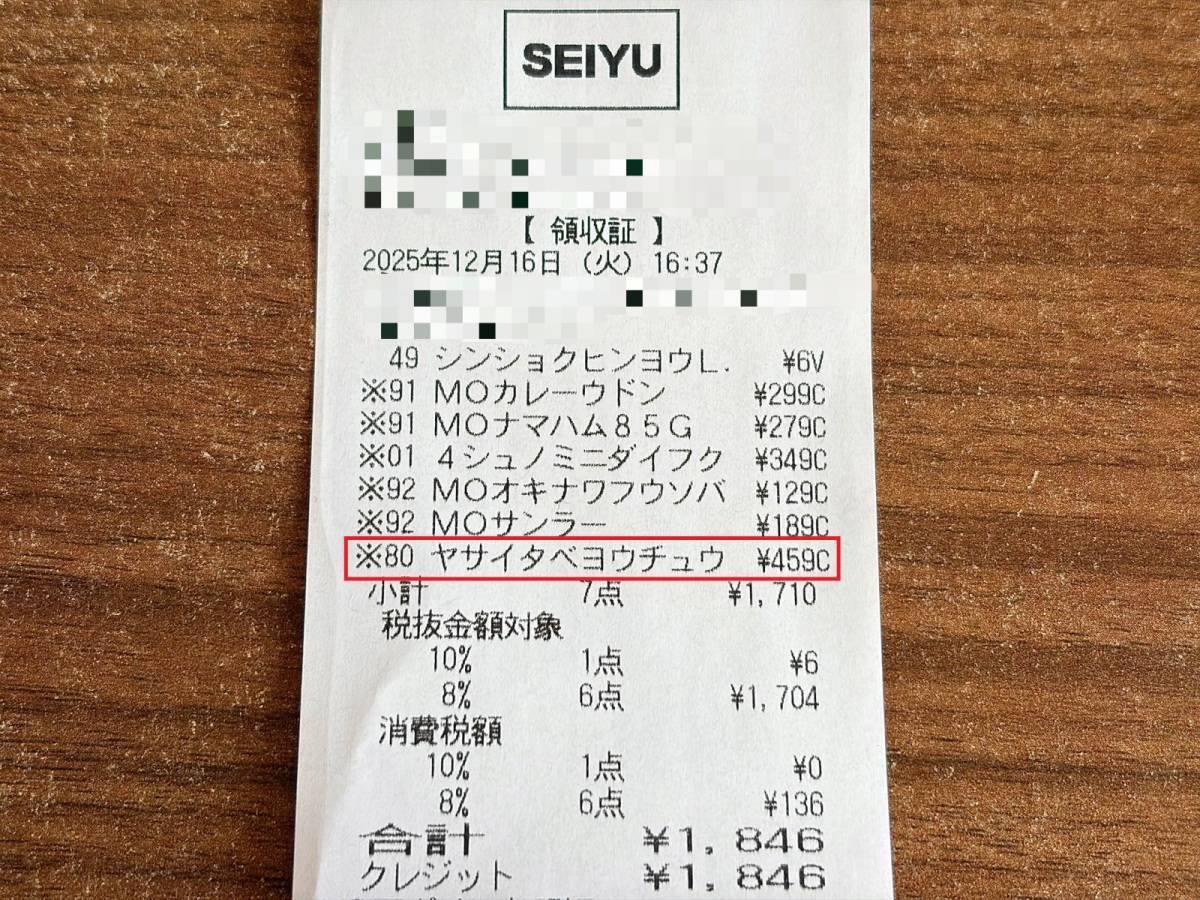 SEIYU
【 領収証 】
2025年12月16日 (火) 16:37
49 シンショクヒンヨウL. ¥6V
※91 MOカレーウドン ¥299C
※91 MOナマハム85G ¥279C
※01 4シュノミニダイフク ¥349C
※92 MOオキナワフウソバ ¥129C
※92 MOサンラー ¥189C
※80 ヤサイタベヨウヂュウ ¥459C
小計 7点 ¥1,710
税抜金額対象
10% 1点 ¥6
8% 6点 ¥1,704
消費税額
10% 1点 ¥0
8% 6点 ¥136
合計 ¥1,846
クレジット ¥1,846